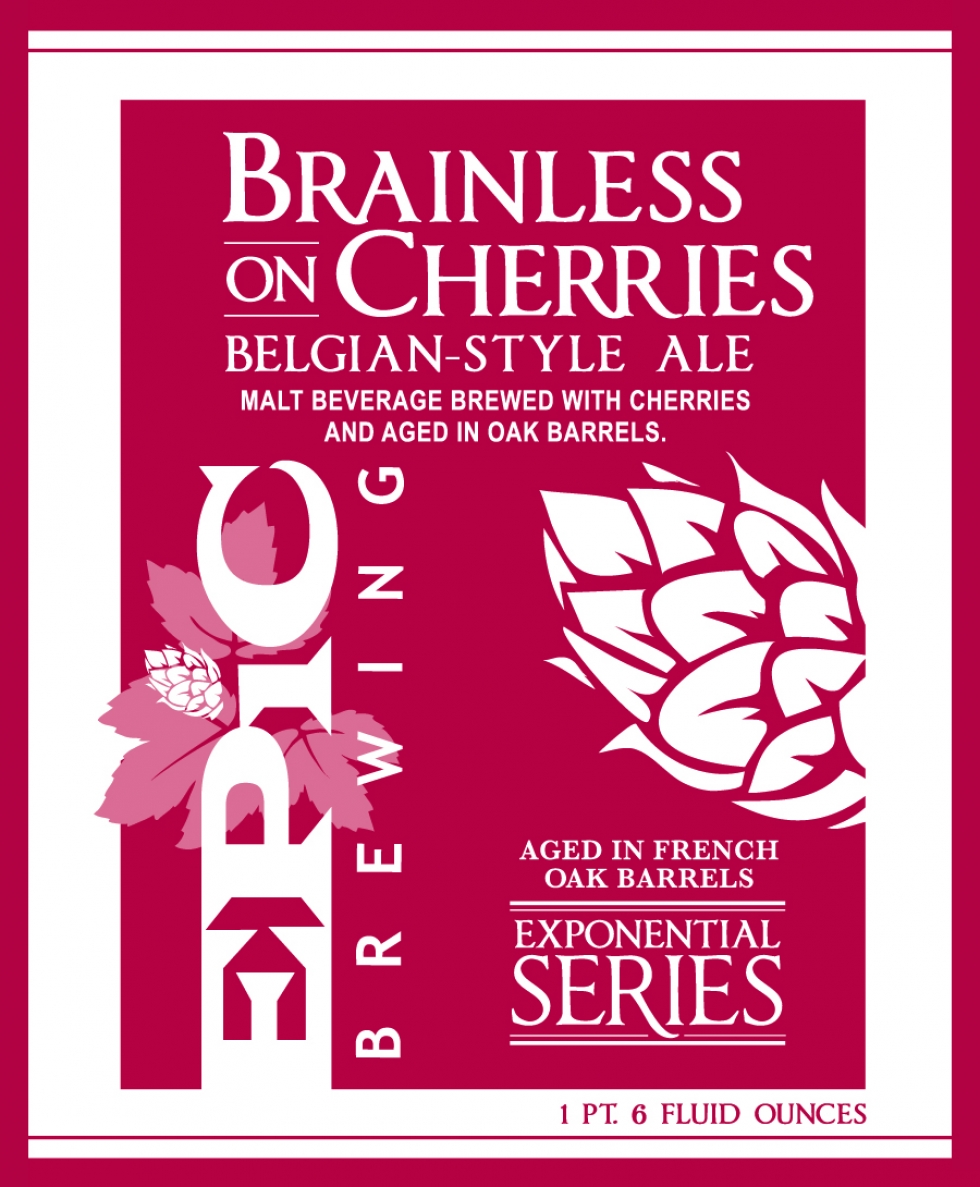 BRAINLESS
ON CHERRIES
BELGIAN-STYLE ALE
MALT BEVERAGE BREWED WITH CHERRIES
AND AGED IN OAK BARRELS.
EPIC
BREWING
AGED IN FRENCH
OAK BARRELS
EXPONENTIAL
SERIES
1 PT. 6 FLUID OUNCES